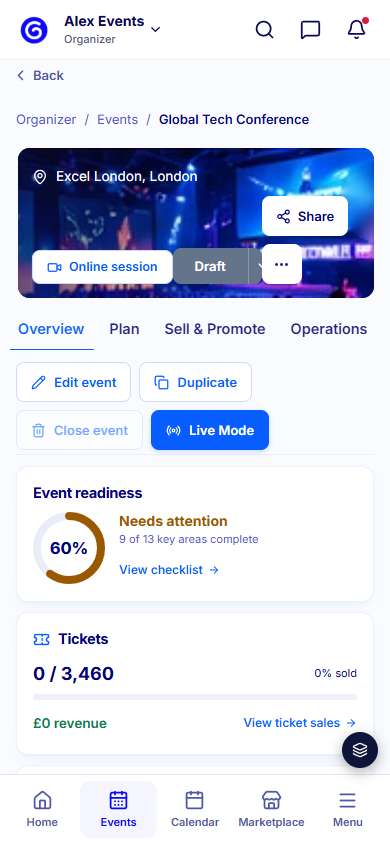 Alex Events
Organizer
Back
Organizer / Events / Global Tech Conference
Excel London, London
Share
Online session
Draft
Overview
Plan
Sell & Promote
Operations
Edit event
Duplicate
Close event
Live Mode
Event readiness
60%
Needs attention
9 of 13 key areas complete
View checklist →
Tickets
0 / 3,460
0% sold
£0 revenue
View ticket sales →
Home
Events
Calendar
Marketplace
Menu